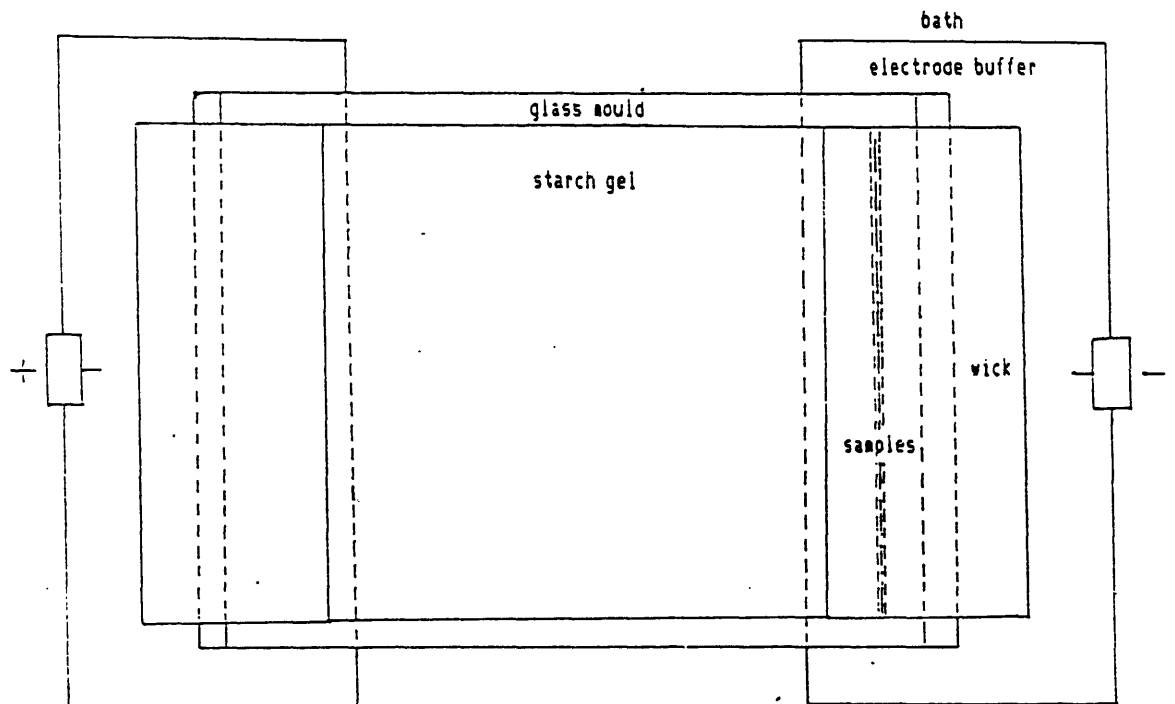 bath
electrode buffer
glass mould
starch gel
+
-
wick
samples